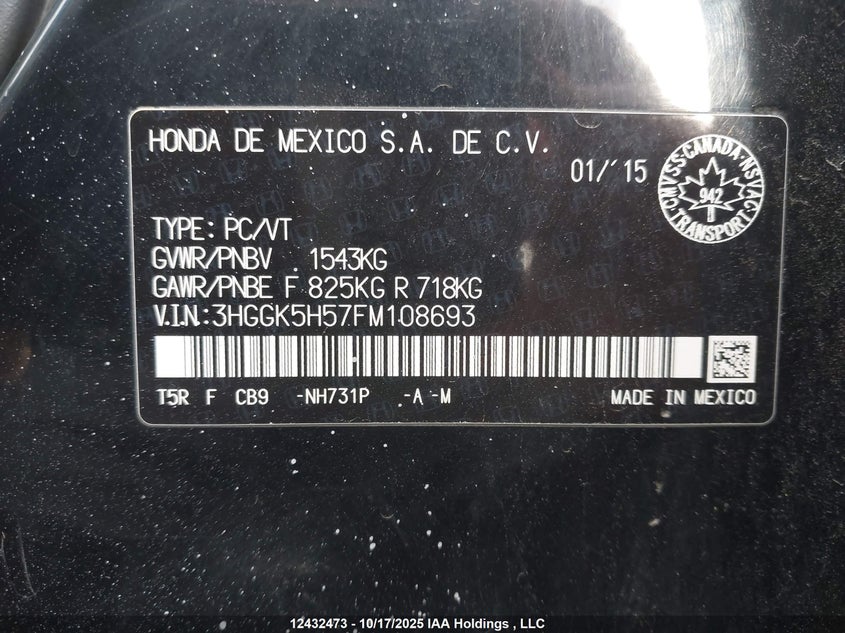 HONDA DE MEXICO S.A. DE C.V.
01/'15
CMVSS·CANADA·NSVAC
942
TRANSPORT
TYPE: PC/VT
GVWR/PNBV . 1543KG
GAWR/PNBE F 825KG R 718KG
V.I.N.:3HGGK5H57FM108693
T5R F CB9 -NH731P -A -M MADE IN MEXICO
12432473 - 10/17/2025 IAA Holdings , LLC